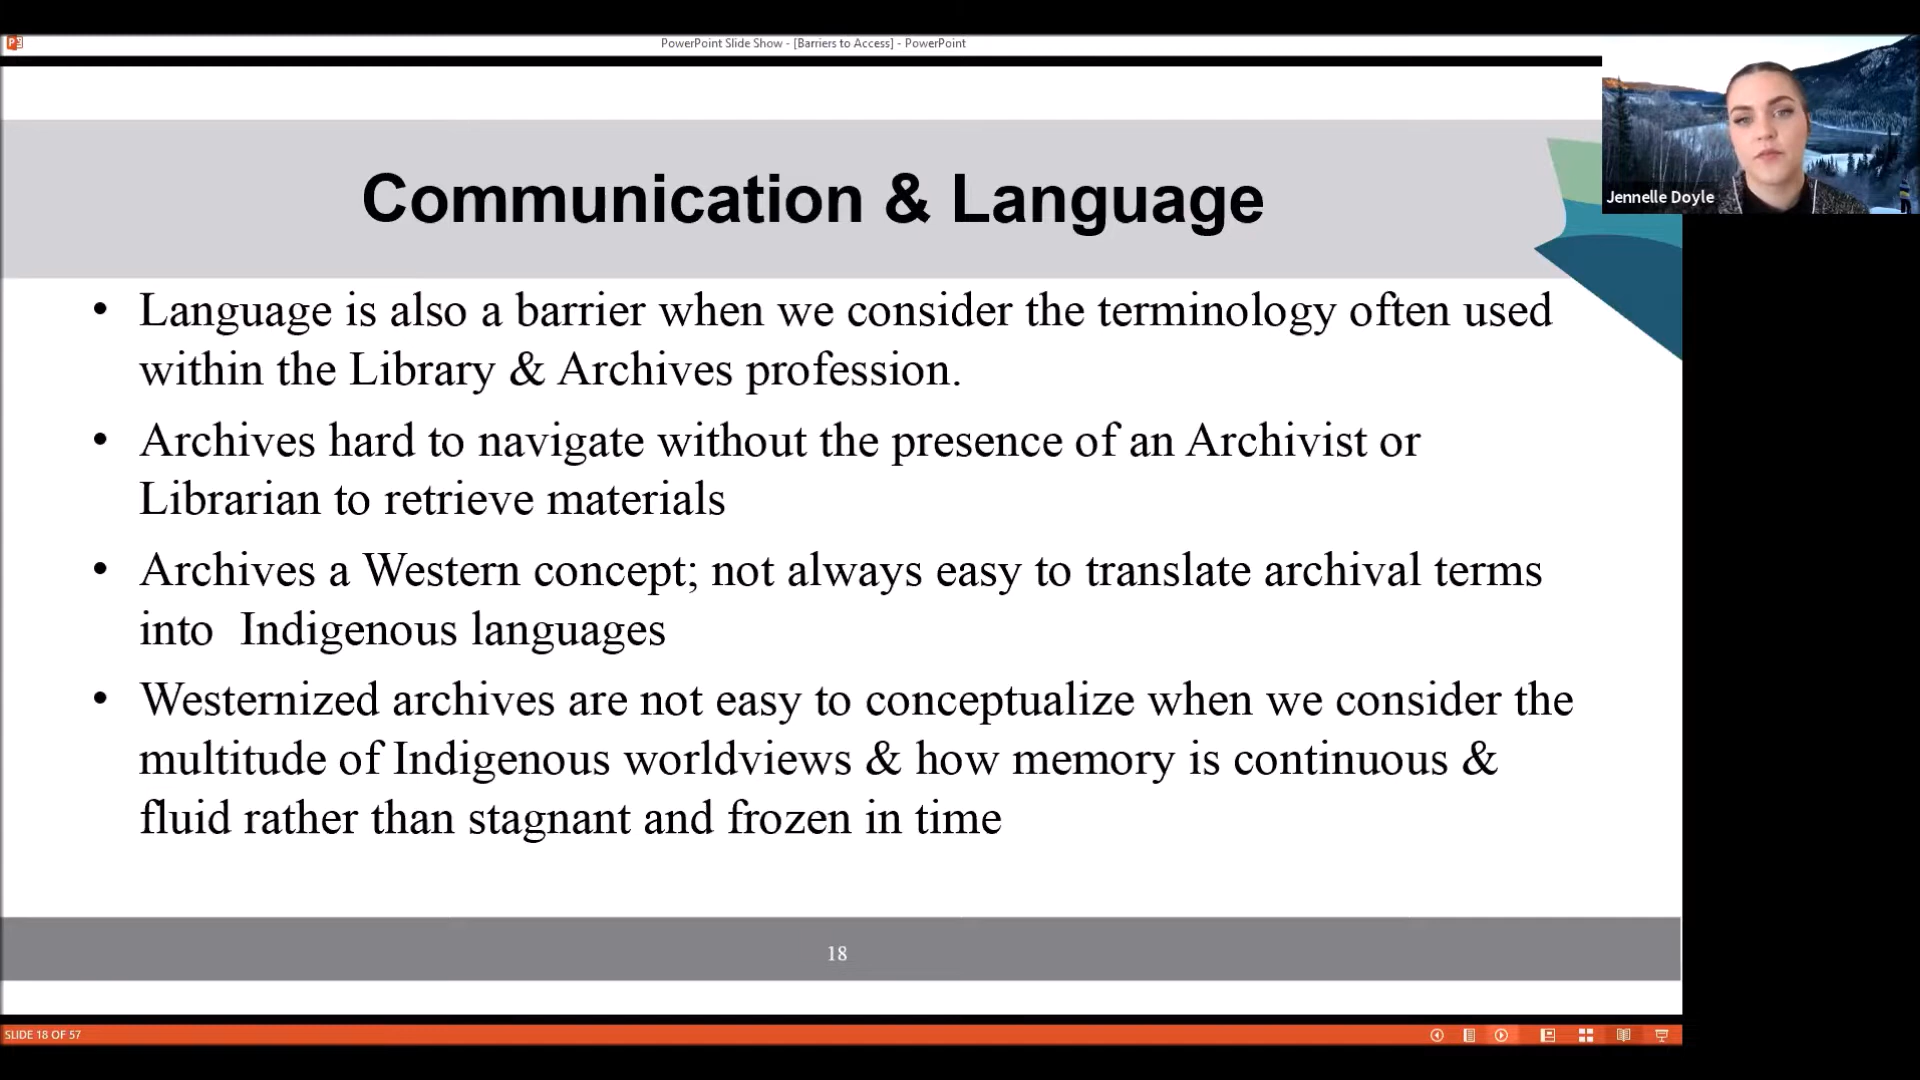 PowerPoint Slide Show - [Barriers to Access] - PowerPoint
Jennelle Doyle
Communication & Language
• Language is also a barrier when we consider the terminology often used
within the Library & Archives profession.
• Archives hard to navigate without the presence of an Archivist or
Librarian to retrieve materials
• Archives a Western concept; not always easy to translate archival terms
into  Indigenous languages
• Westernized archives are not easy to conceptualize when we consider the
multitude of Indigenous worldviews & how memory is continuous &
fluid rather than stagnant and frozen in time
18
SLIDE 18 OF 57